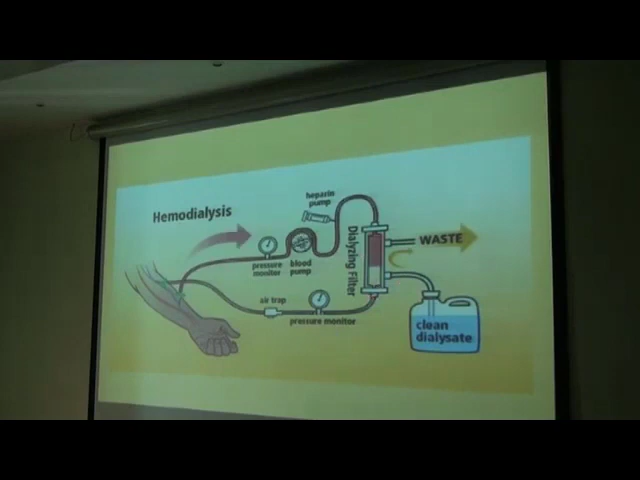 Hemodialysis
heparin
pump
pressure
monitor
blood
pump
Dialyzing Filter
WASTE
air trap
pressure monitor
clean
dialysate